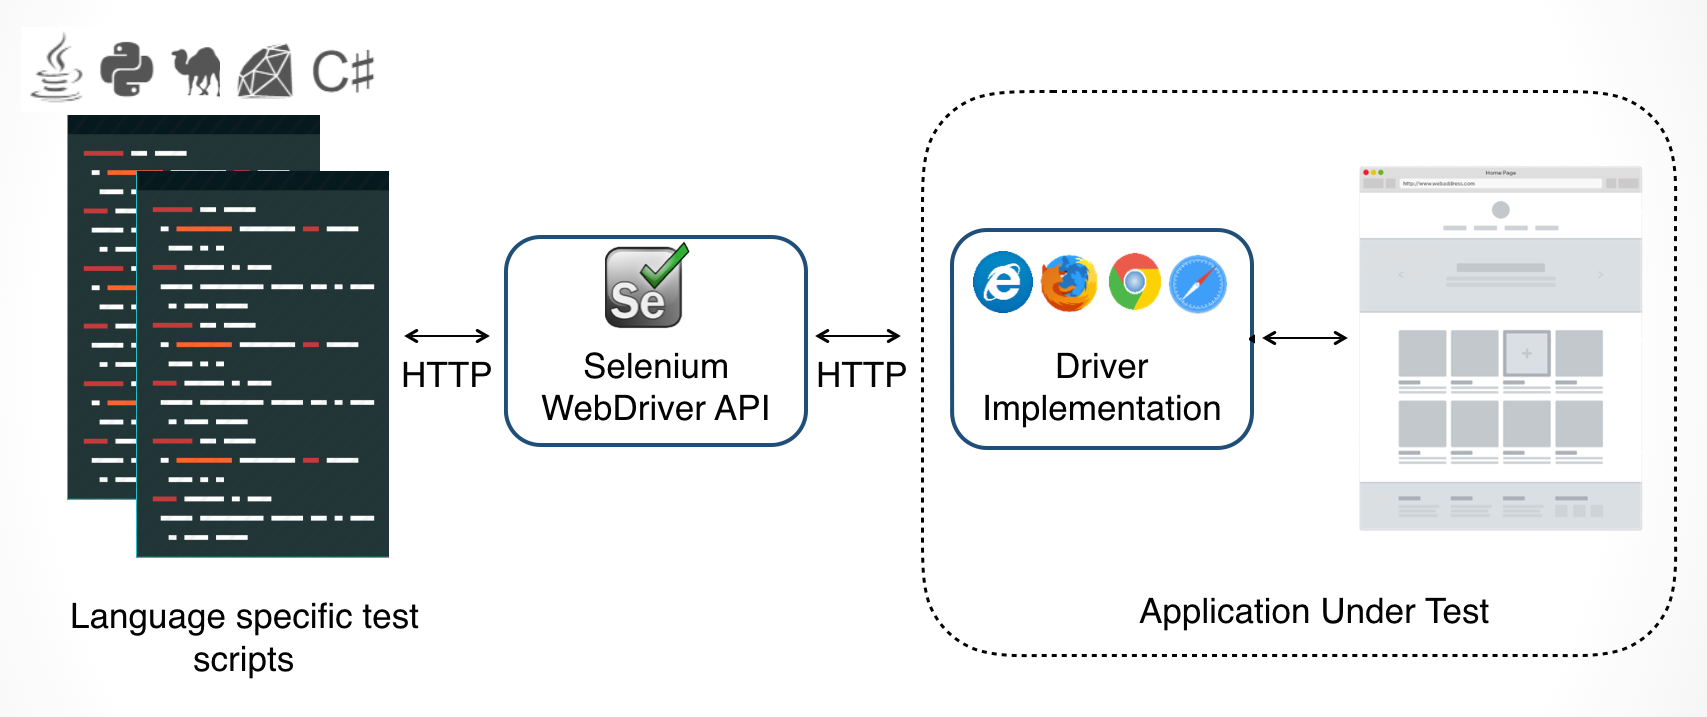 C#
Se
HTTP
Selenium
WebDriver API
HTTP
Driver
Implementation
Home Page
http://www.webaddress.com
Language specific test
scripts
Application Under Test